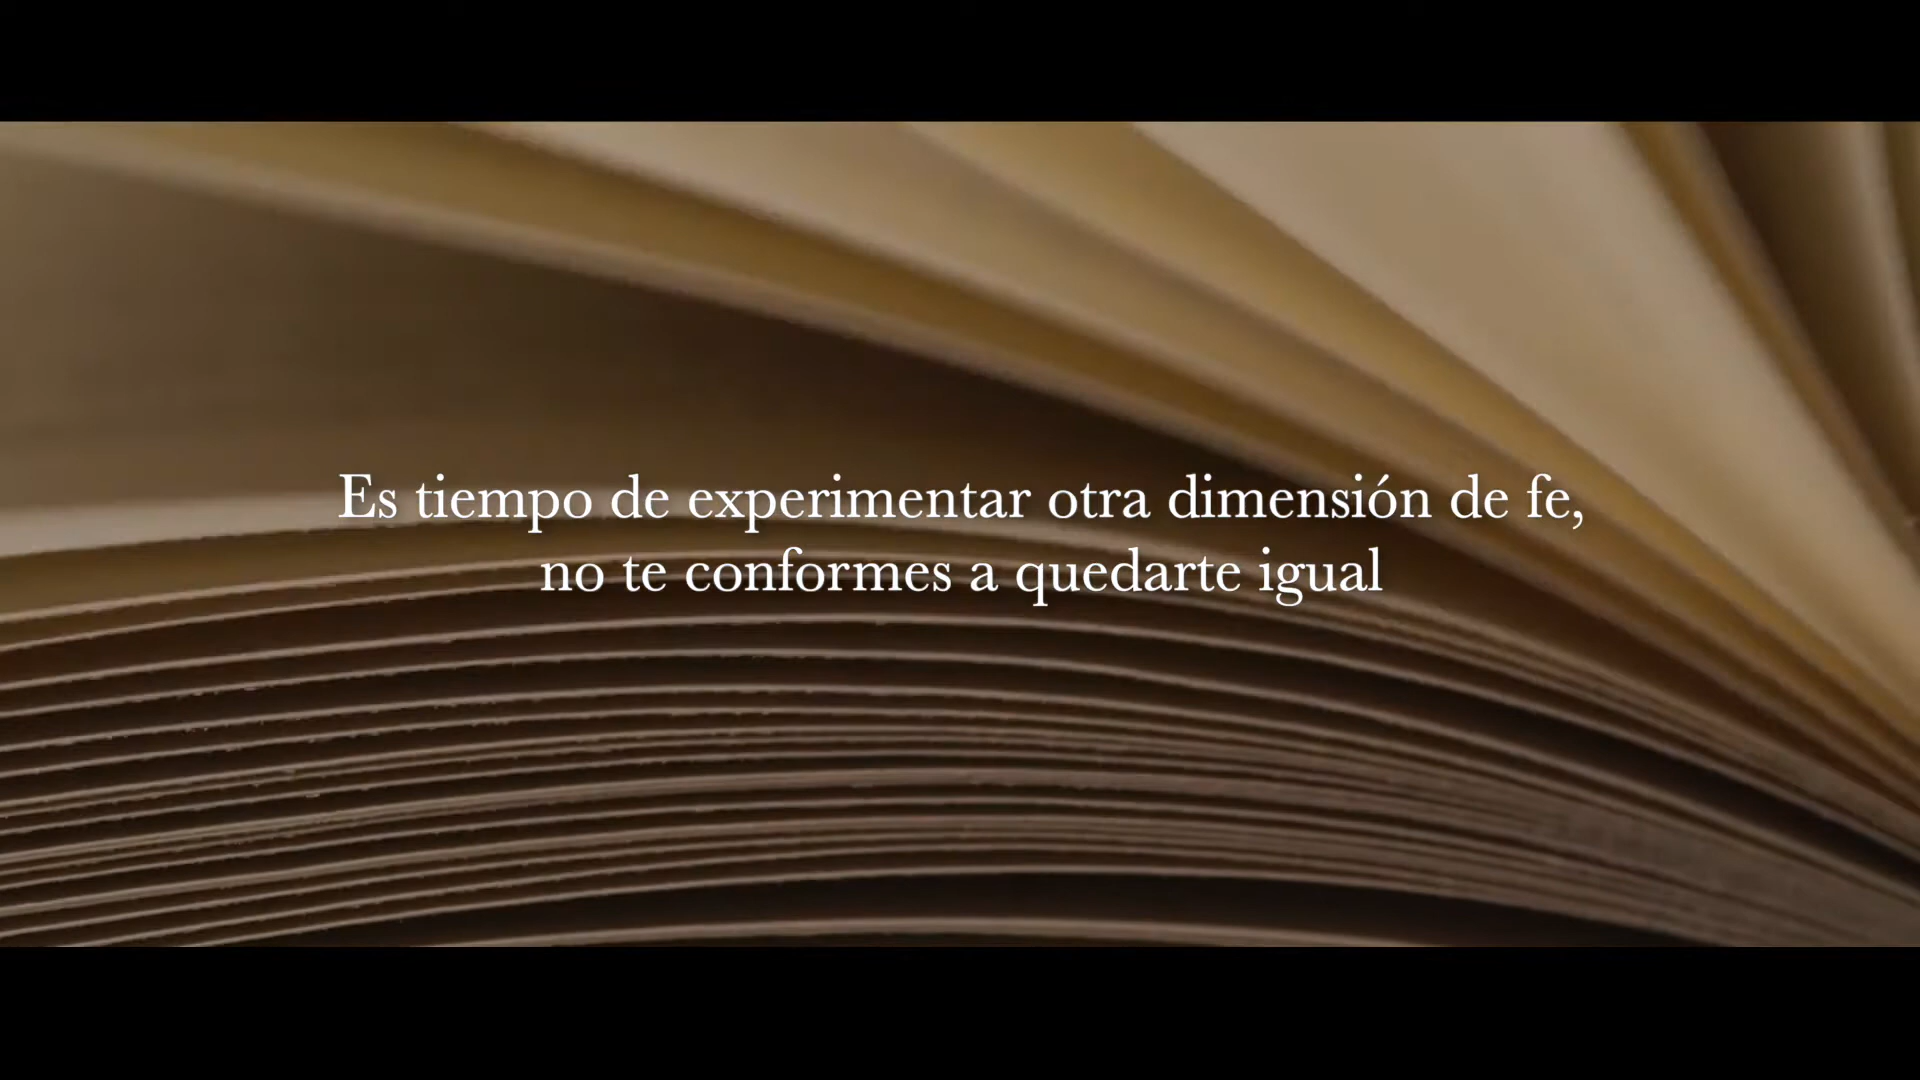 Es tiempo de experimentar otra dimensión de fe,
no te conformes a quedarte igual